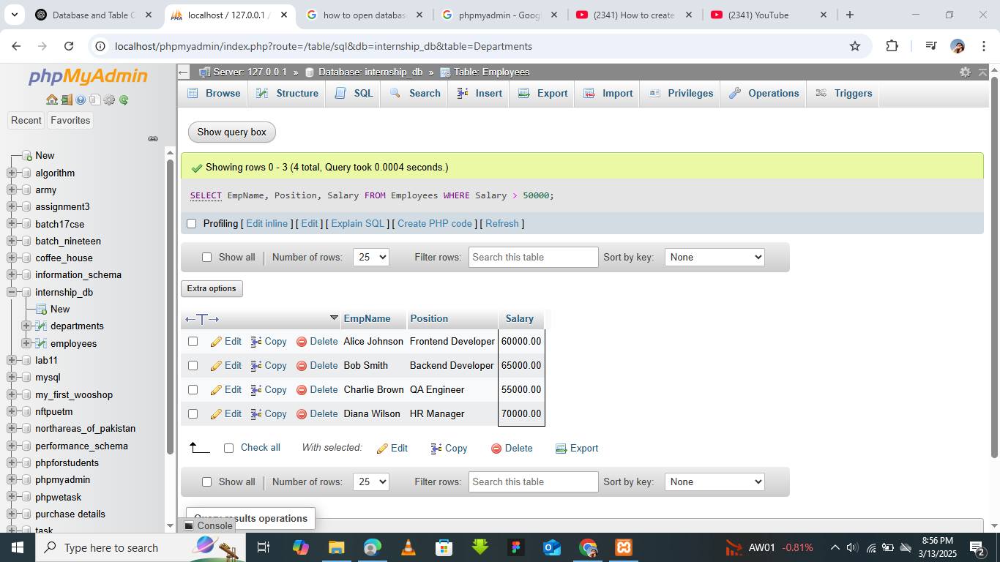 Database and Table C
localhost / 127.0.0.1 /
how to open databas
phpmyadmin - Goog
(2341) How to create
(2341) YouTube
localhost/phpmyadmin/index.php?route=/table/sql&db=internship_db&table=Departments
phpMyAdmin
Recent
Favorites
New
algorithm
army
assignment3
batch17cse
batch_nineteen
coffee_house
information_schema
internship_db
New
departments
employees
lab11
mysql
my_first_wooshop
nftpuetm
northareas_of_pakistan
performance_schema
phpforstudents
phpmyadmin
phpwetask
purchase details
task
Server: 127.0.0.1 » Database: internship_db » Table: Employees
Browse Structure SQL Search Insert Export Import Privileges Operations Triggers
Show query box
Showing rows 0 - 3 (4 total, Query took 0.0004 seconds.)
SELECT EmpName, Position, Salary FROM Employees WHERE Salary > 50000;
Profiling [ Edit inline ] [ Edit ] [ Explain SQL ] [ Create PHP code ] [ Refresh ]
Show all Number of rows: 25 Filter rows: Search this table Sort by key: None
Extra options
EmpName Position Salary
Edit Copy Delete Alice Johnson Frontend Developer 60000.00
Edit Copy Delete Bob Smith Backend Developer 65000.00
Edit Copy Delete Charlie Brown QA Engineer 55000.00
Edit Copy Delete Diana Wilson HR Manager 70000.00
Check all With selected: Edit Copy Delete Export
Show all Number of rows: 25 Filter rows: Search this table Sort by key: None
Query results operations
Console
Type here to search
AW01 -0.81%
8:56 PM
3/13/2025
2